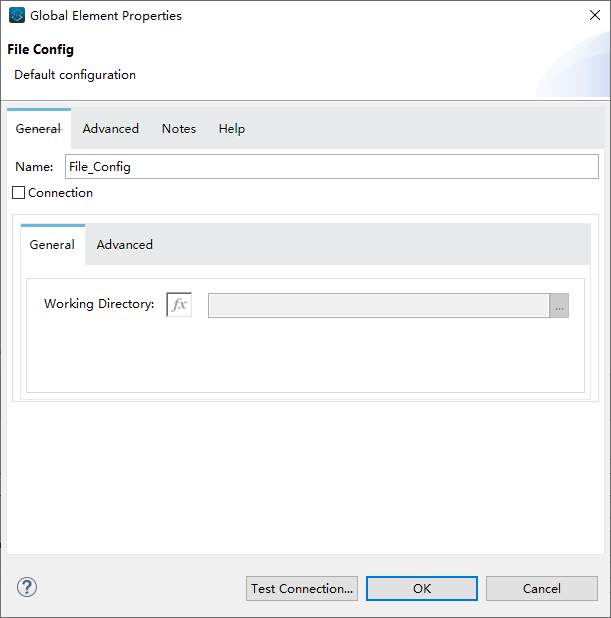 Global Element Properties
File Config
Default configuration
General Advanced Notes Help
Name: File_Config
Connection
General Advanced
Working Directory: fx ...
Test Connection... OK Cancel